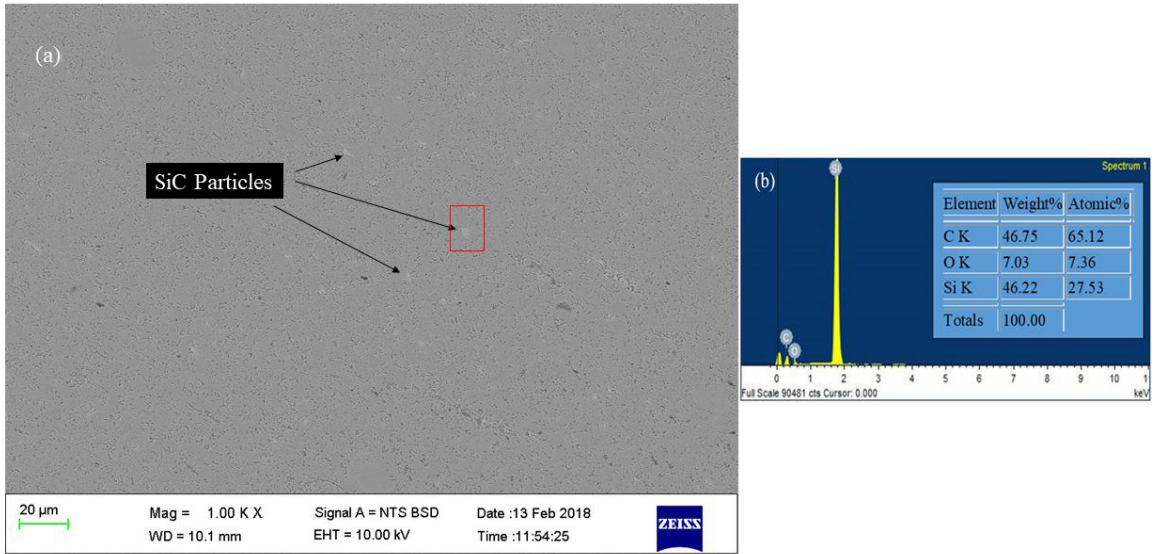 (a)
SiC Particles
20 µm
Mag = 1.00 K X
WD = 10.1 mm
Signal A = NTS BSD
EHT = 10.00 kV
Date :13 Feb 2018
Time :11:54:25
ZEISS
(b)
Spectrum 1
Si
Element Weight% Atomic%
C K 46.75 65.12
O K 7.03 7.36
Si K 46.22 27.53
Totals 100.00
C
O
0 1 2 3 4 5 6 7 8 9 10 1
Full Scale 90481 cts Cursor: 0.000
keV